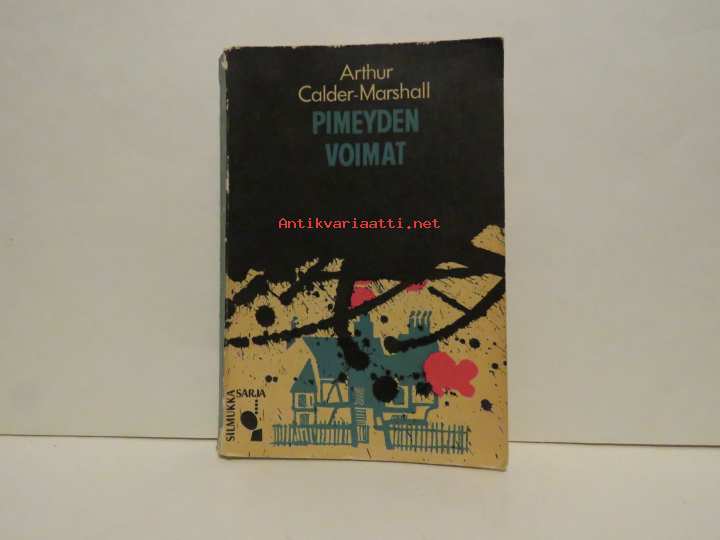 Arthur
Calder-Marshall
PIMEYDEN
VOIMAT
Antikvariaatti.net
SILMUKKA
SARJA